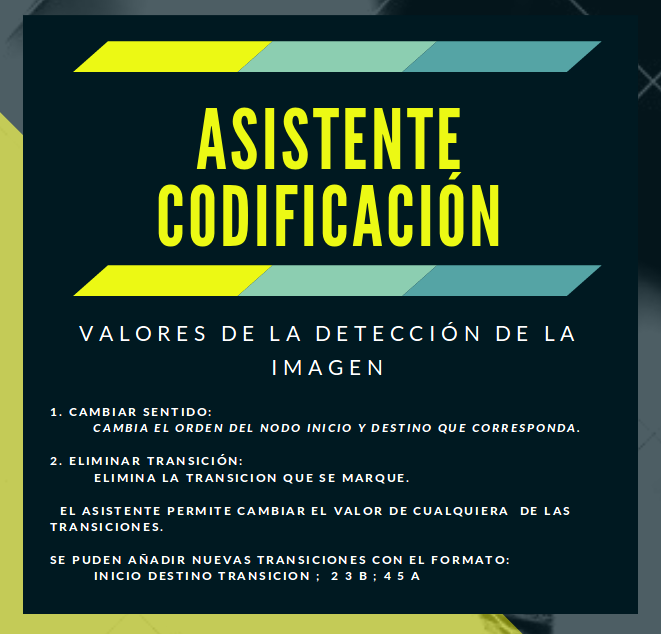 ASISTENTE
CODIFICACIÓN
VALORES DE LA DETECCIÓN DE LA
IMAGEN
1. CAMBIAR SENTIDO:
CAMBIA EL ORDEN DEL NODO INICIO Y DESTINO QUE CORRESPONDA.
2. ELIMINAR TRANSICIÓN:
ELIMINA LA TRANSICION QUE SE MARQUE.
EL ASISTENTE PERMITE CAMBIAR EL VALOR DE CUALQUIERA DE LAS
TRANSICIONES.
SE PUDEN AÑADIR NUEVAS TRANSICIONES CON EL FORMATO:
INICIO DESTINO TRANSICION ; 2 3 B ; 4 5 A